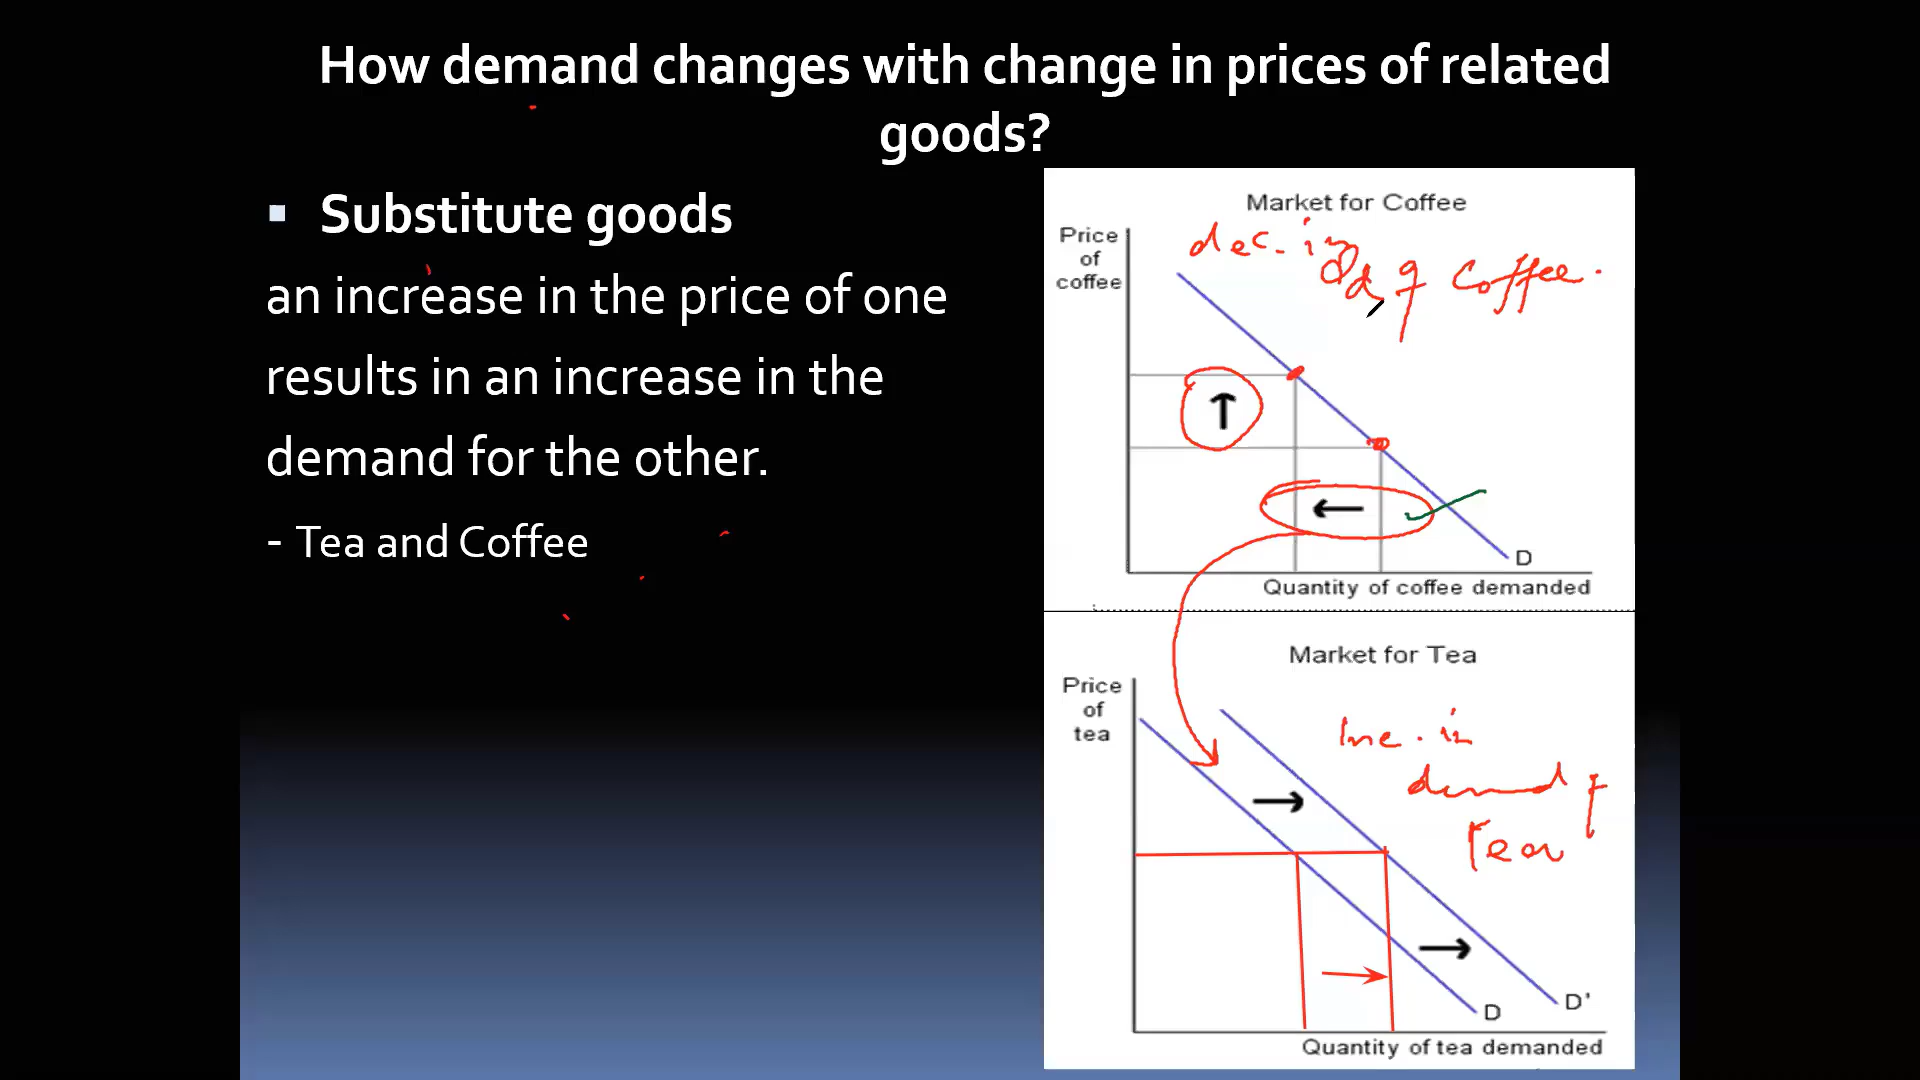 How demand changes with change in prices of related
goods?
▪ Substitute goods
an increase in the price of one
results in an increase in the
demand for the other.
- Tea and Coffee
Market for Coffee
Price
of
coffee
dec. in
dd of Coffee.
D
Quantity of coffee demanded
Market for Tea
Price
of
tea
Inc. in
demand of
Tea
D'
D
Quantity of tea demanded